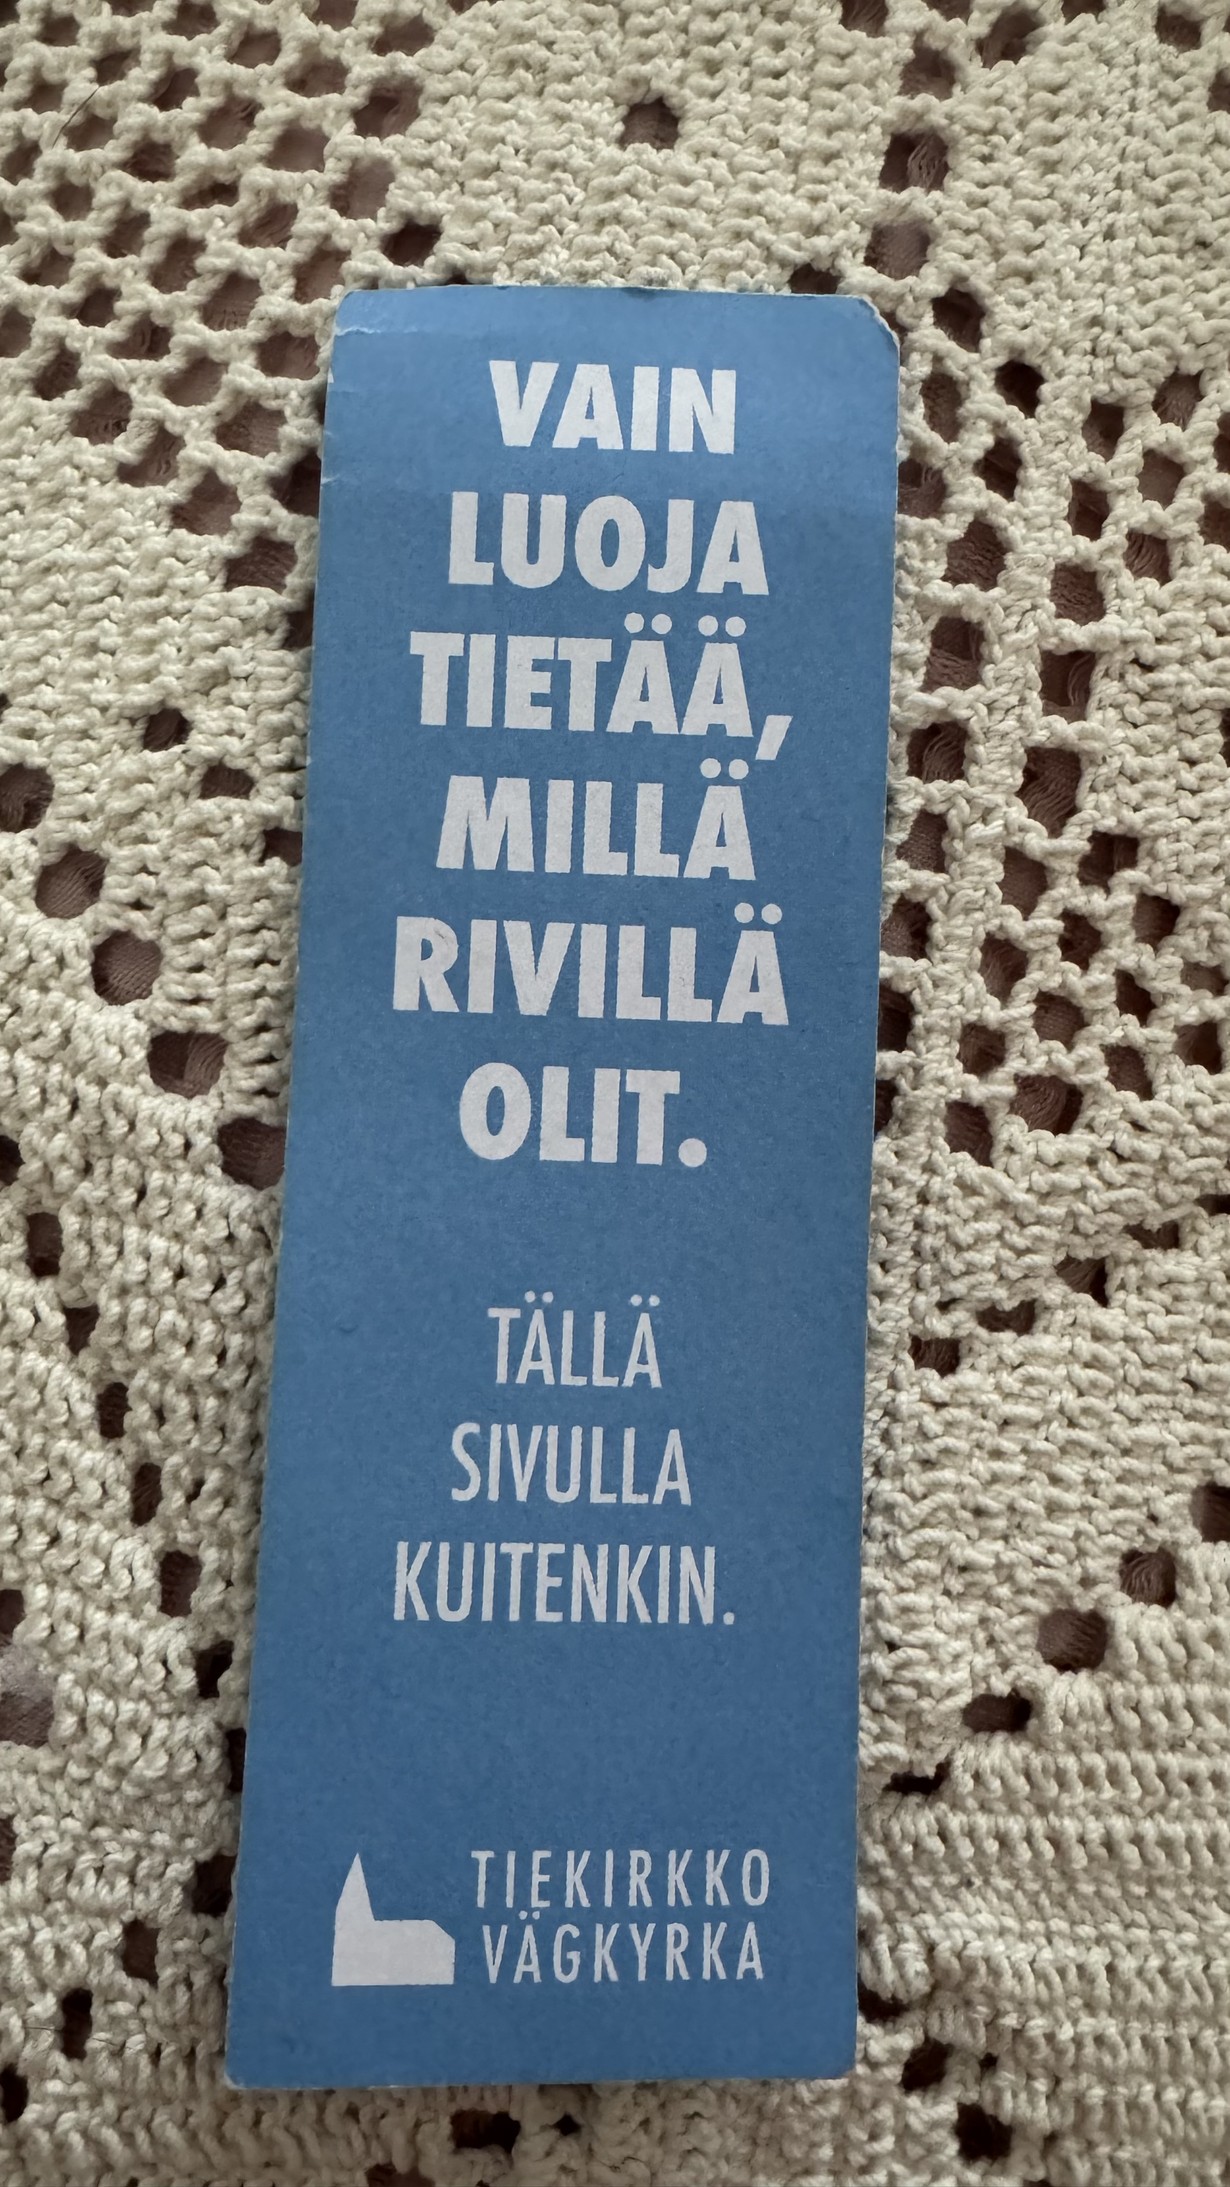 VAIN
LUOJA
TIETÄÄ,
MILLÄ
RIVILLÄ
OLIT.
TÄLLÄ
SIVULLA
KUITENKIN.
TIEKIRKKO
VÄGKYRKA